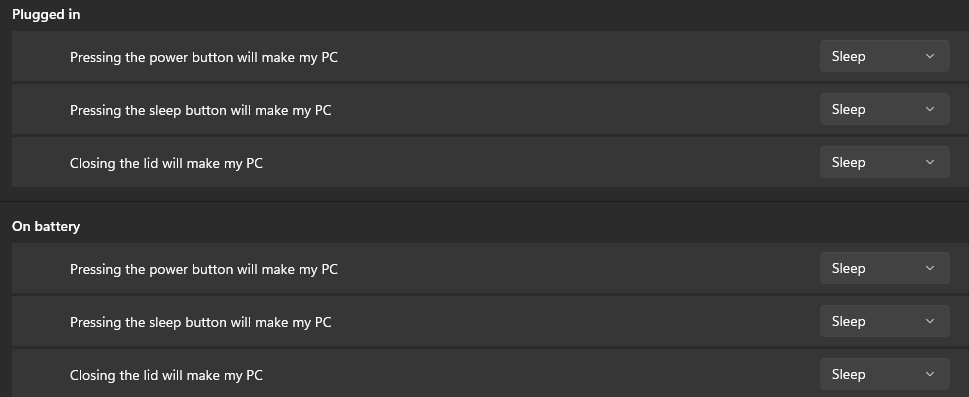 Plugged in
Pressing the power button will make my PC Sleep
Pressing the sleep button will make my PC Sleep
Closing the lid will make my PC Sleep
On battery
Pressing the power button will make my PC Sleep
Pressing the sleep button will make my PC Sleep
Closing the lid will make my PC Sleep